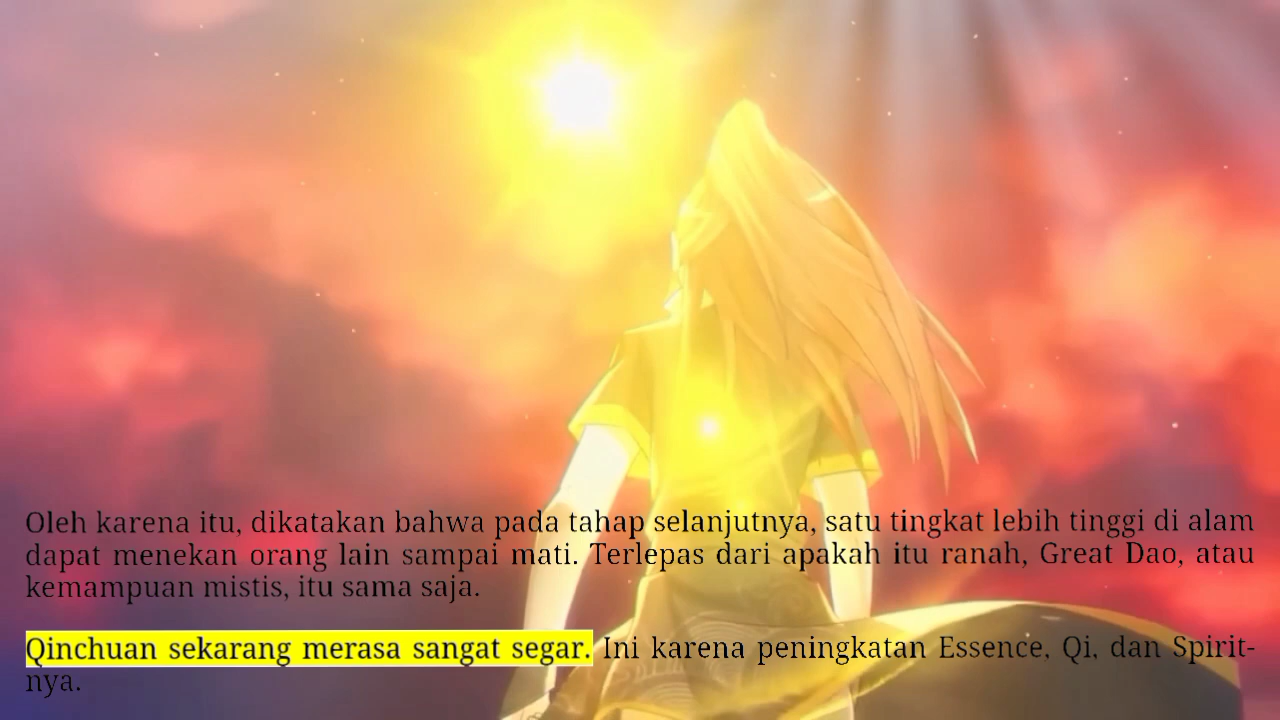 Oleh karena itu, dikatakan bahwa pada tahap selanjutnya, satu tingkat lebih tinggi di alam
dapat menekan orang lain sampai mati. Terlepas dari apakah itu ranah, Great Dao, atau
kemampuan mistis, itu sama saja.
Qinchuan sekarang merasa sangat segar. Ini karena peningkatan Essence, Qi, dan Spirit-
nya.